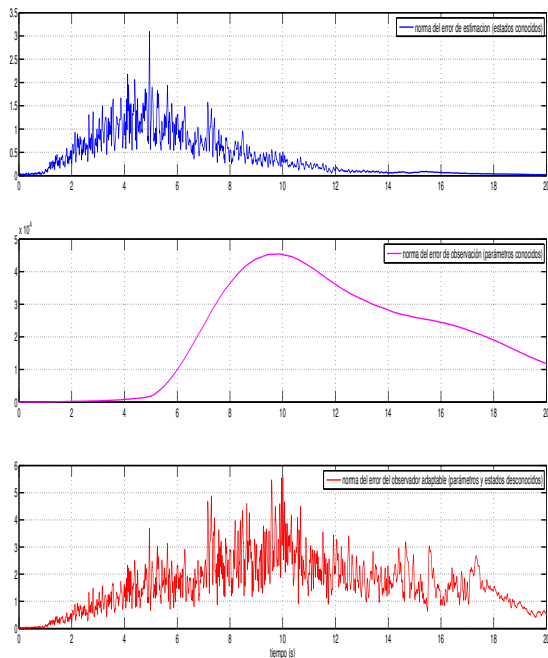 3.5
3
2.5
2
1.5
1
0.5
0
norma del error de estimacion (estados conocidos)
0 2 4 6 8 10 12 14 16 18 20
x 10^4
5
4
3
2
1
0
norma del error de observación (parámetros conocidos)
0 2 4 6 8 10 12 14 16 18 20
6
5
4
3
2
1
0
norma del error del observador adaptable (parámetros y estados desconocidos)
0 2 4 6 8 10 12 14 16 18 20
tiempo (s)